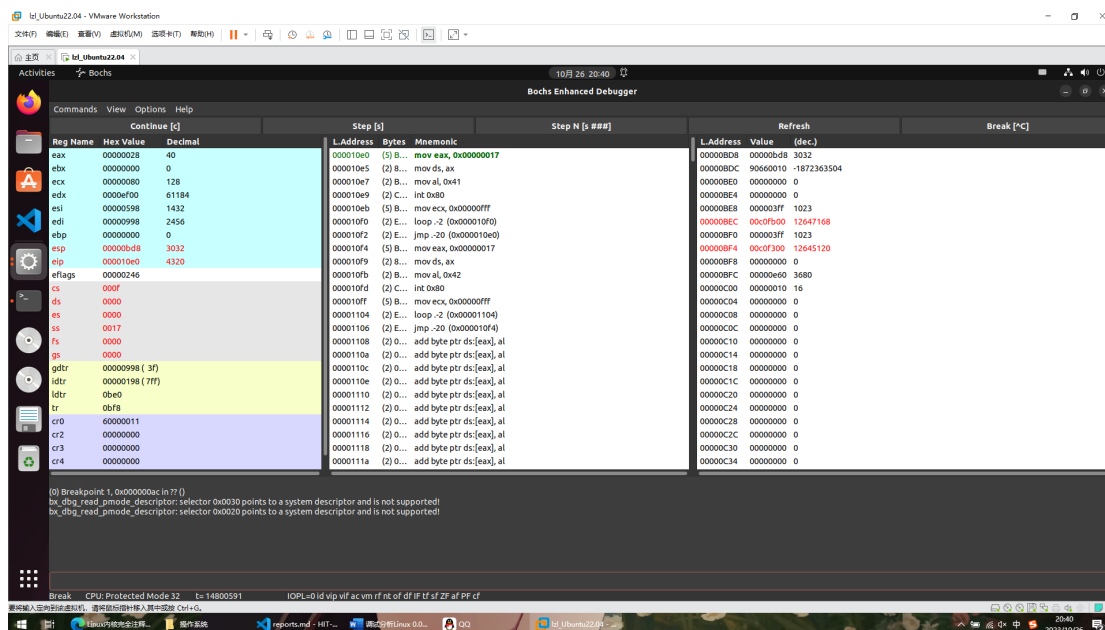 lzl_Ubuntu22.04 - VMware Workstation
文件(F) 编辑(E) 查看(V) 虚拟机(M) 选项卡(T) 帮助(H)
主页 lzl_Ubuntu22.04
Activities Bochs 10月 26 20:40
Bochs Enhanced Debugger
Commands View Options Help
Continue [c] Step [s] Step N [s ###] Refresh Break [^C]
Reg Name Hex Value Decimal L.Address Bytes Mnemonic L.Address Value (dec.)
eax 00000028 40 000010e0 (5) B... mov eax, 0x00000017 00000BD8 00000bd8 3032
ebx 00000000 0 000010e5 (2) 8... mov ds, ax 00000BDC 90660010 -1872363504
ecx 00000080 128 000010e7 (2) B... mov al, 0x41 00000BE0 00000000 0
edx 0000ef00 61184 000010e9 (2) C... int 0x80 00000BE4 00000000 0
esi 00000598 1432 000010eb (5) B... mov ecx, 0x00000fff 00000BE8 000003ff 1023
edi 00000998 2456 000010f0 (2) E... loop .-2 (0x000010f0) 00000BEC 00c0fb00 12647168
ebp 00000000 0 000010f2 (2) E... jmp .-20 (0x000010e0) 00000BF0 000003ff 1023
esp 00000bd8 3032 000010f4 (5) B... mov eax, 0x00000017 00000BF4 00c0f300 12645120
eip 000010e0 4320 000010f9 (2) 8... mov ds, ax 00000BF8 00000000 0
eflags 00000246 000010fb (2) B... mov al, 0x42 00000BFC 00000e60 3680
cs 000f 000010fd (2) C... int 0x80 00000C00 00000010 16
ds 0000 000010ff (5) B... mov ecx, 0x00000fff 00000C04 00000000 0
es 0000 00001104 (2) E... loop .-2 (0x00001104) 00000C08 00000000 0
ss 0017 00001106 (2) E... jmp .-20 (0x000010f4) 00000C0C 00000000 0
fs 0000 00001108 (2) 0... add byte ptr ds:[eax], al 00000C10 00000000 0
gs 0000 0000110a (2) 0... add byte ptr ds:[eax], al 00000C14 00000000 0
gdtr 00000998 ( 3f) 0000110c (2) 0... add byte ptr ds:[eax], al 00000C18 00000000 0
idtr 00000198 ( 7ff) 0000110e (2) 0... add byte ptr ds:[eax], al 00000C1C 00000000 0
ldtr 0be0 00001110 (2) 0... add byte ptr ds:[eax], al 00000C20 00000000 0
tr 0bf8 00001112 (2) 0... add byte ptr ds:[eax], al 00000C24 00000000 0
cr0 60000011 00001114 (2) 0... add byte ptr ds:[eax], al 00000C28 00000000 0
cr2 00000000 00001116 (2) 0... add byte ptr ds:[eax], al 00000C2C 00000000 0
cr3 00000000 00001118 (2) 0... add byte ptr ds:[eax], al 00000C30 00000000 0
cr4 00000000 0000111a (2) 0... add byte ptr ds:[eax], al 00000C34 00000000 0
(0) Breakpoint 1, 0x000000ac in ?? ()
bx_dbg_read_pmode_descriptor: selector 0x0030 points to a system descriptor and is not supported!
bx_dbg_read_pmode_descriptor: selector 0x0020 points to a system descriptor and is not supported!
Break CPU: Protected Mode 32 t= 14800591 IOPL=0 id vip vif ac vm rf nt of df IF tf sf ZF af PF cf
要将输入定向到该虚拟机，请将鼠标指针移入其中或按 Ctrl+G。
Linux内核完全注释... 操作系统 reports.md - HIT-... 调试分析Linux 0.0... QQ lzl_Ubuntu22.04 -... 中 20:40
2023/10/26